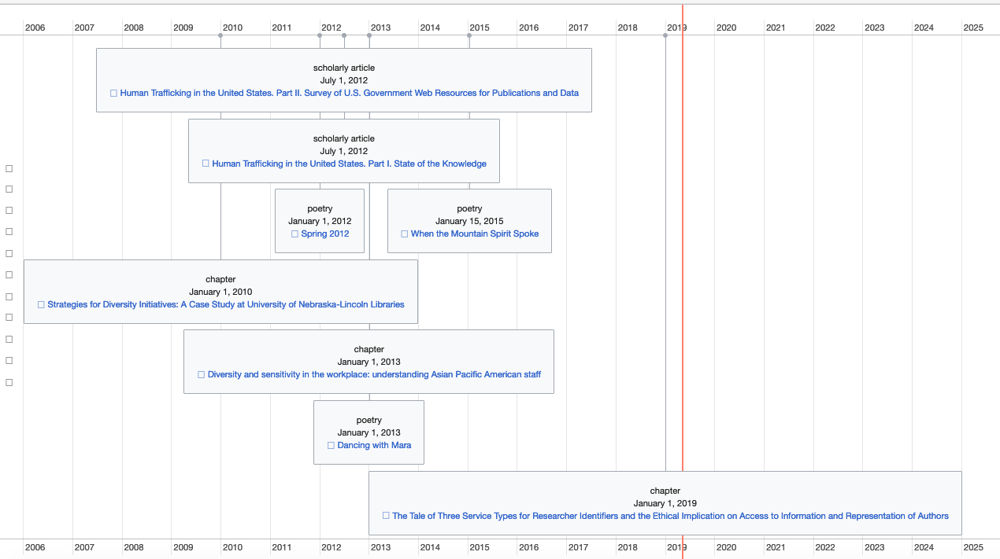 2006 2007 2008 2009 2010 2011 2012 2013 2014 2015 2016 2017 2018 2019 2020 2021 2022 2023 2024 2025
scholarly article
July 1, 2012
Human Trafficking in the United States. Part II. Survey of U.S. Government Web Resources for Publications and Data
scholarly article
July 1, 2012
Human Trafficking in the United States. Part I. State of the Knowledge
poetry
January 1, 2012
Spring 2012
poetry
January 15, 2015
When the Mountain Spirit Spoke
chapter
January 1, 2010
Strategies for Diversity Initiatives: A Case Study at University of Nebraska-Lincoln Libraries
chapter
January 1, 2013
Diversity and sensitivity in the workplace: understanding Asian Pacific American staff
poetry
January 1, 2013
Dancing with Mara
chapter
January 1, 2019
The Tale of Three Service Types for Researcher Identifiers and the Ethical Implication on Access to Information and Representation of Authors
2006 2007 2008 2009 2010 2011 2012 2013 2014 2015 2016 2017 2018 2019 2020 2021 2022 2023 2024 2025